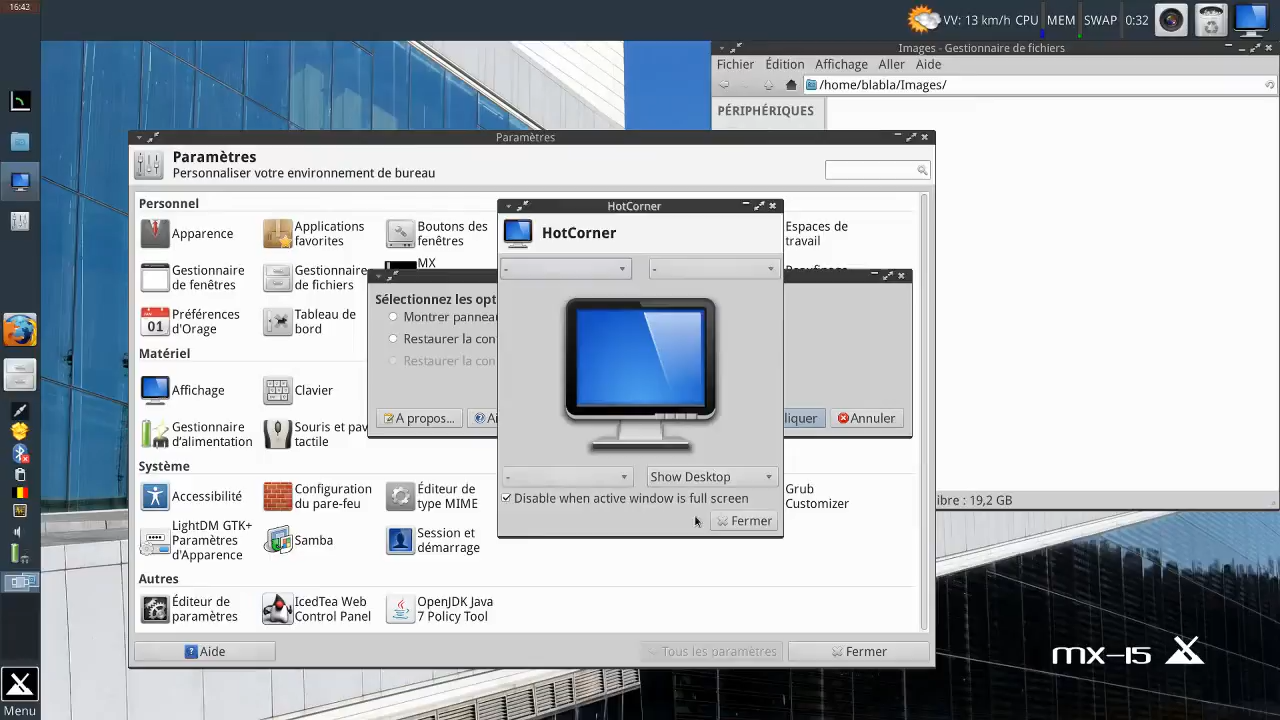 16:43
VV: 13 km/h CPU MEM SWAP 0:32
Images - Gestionnaire de fichiers
Fichier Édition Affichage Aller Aide
/home/blabla/Images/
PÉRIPHÉRIQUES
Paramètres
Paramètres
Personnaliser votre environnement de bureau
Personnel
Apparence
Applications
favorites
Boutons des
fenêtres
Espaces de
travail
Gestionnaire
de fenêtres
Gestionnaire
de fichiers
MX
Préférences
d'Orage
Tableau de
bord
Matériel
Affichage
Clavier
Gestionnaire
d'alimentation
Souris et pav
tactile
Système
Accessibilité
Configuration
du pare-feu
Éditeur de
type MIME
Grub
Customizer
LightDM GTK+
Paramètres
d'Apparence
Samba
Session et
démarrage
Autres
Éditeur de
paramètres
IcedTea Web
Control Panel
OpenJDK Java
7 Policy Tool
Aide
Tous les paramètres
Fermer
Sélectionnez les opt
Montrer pannea
Restaurer la con
Restaurer la con
A propos...
Ai
liquer
Annuler
HotCorner
HotCorner
-
-
-
Show Desktop
Disable when active window is full screen
Fermer
ibre : 19,2 GB
MX-15
Menu